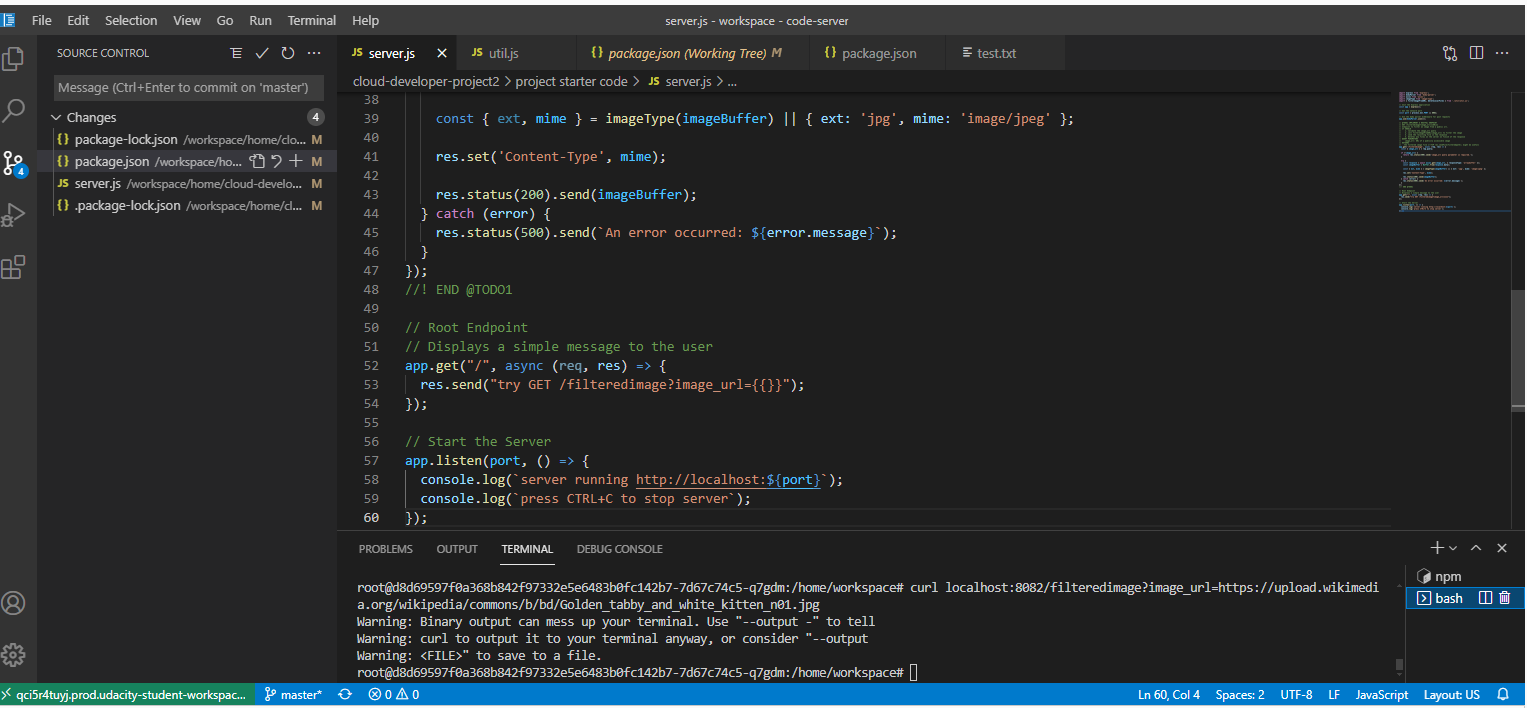 File Edit Selection View Go Run Terminal Help server.js - workspace - code-server
SOURCE CONTROL
Message (Ctrl+Enter to commit on 'master')
Changes 4
{} package-lock.json /workspace/home/clo... M
{} package.json /workspace/ho... M
JS server.js /workspace/home/cloud-develo... M
{} .package-lock.json /workspace/home/cl... M
4
JS server.js JS util.js {} package.json (Working Tree) M {} package.json test.txt
cloud-developer-project2 > project starter code > JS server.js > ...
38
39 const { ext, mime } = imageType(imageBuffer) || { ext: 'jpg', mime: 'image/jpeg' };
40
41 res.set('Content-Type', mime);
42
43 res.status(200).send(imageBuffer);
44 } catch (error) {
45 res.status(500).send(`An error occurred: ${error.message}`);
46 }
47 });
48 //! END @TODO1
49
50 // Root Endpoint
51 // Displays a simple message to the user
52 app.get("/", async (req, res) => {
53 res.send("try GET /filteredimage?image_url={{}}");
54 });
55
56 // Start the Server
57 app.listen(port, () => {
58 console.log(`server running http://localhost:${port}`);
59 console.log(`press CTRL+C to stop server`);
60 });
PROBLEMS OUTPUT TERMINAL DEBUG CONSOLE
npm
bash
root@d8d69597f0a368b842f97332e5e6483b0fc142b7-7d67c74c5-q7gdm:/home/workspace# curl localhost:8082/filteredimage?image_url=https://upload.wikimedi
a.org/wikipedia/commons/b/bd/Golden_tabby_and_white_kitten_n01.jpg
Warning: Binary output can mess up your terminal. Use "--output -" to tell
Warning: curl to output it to your terminal anyway, or consider "--output
Warning: <FILE>" to save to a file.
root@d8d69597f0a368b842f97332e5e6483b0fc142b7-7d67c74c5-q7gdm:/home/workspace#
qci5r4tuyj.prod.udacity-student-workspac... master* 0 0 Ln 60, Col 4 Spaces: 2 UTF-8 LF JavaScript Layout: US